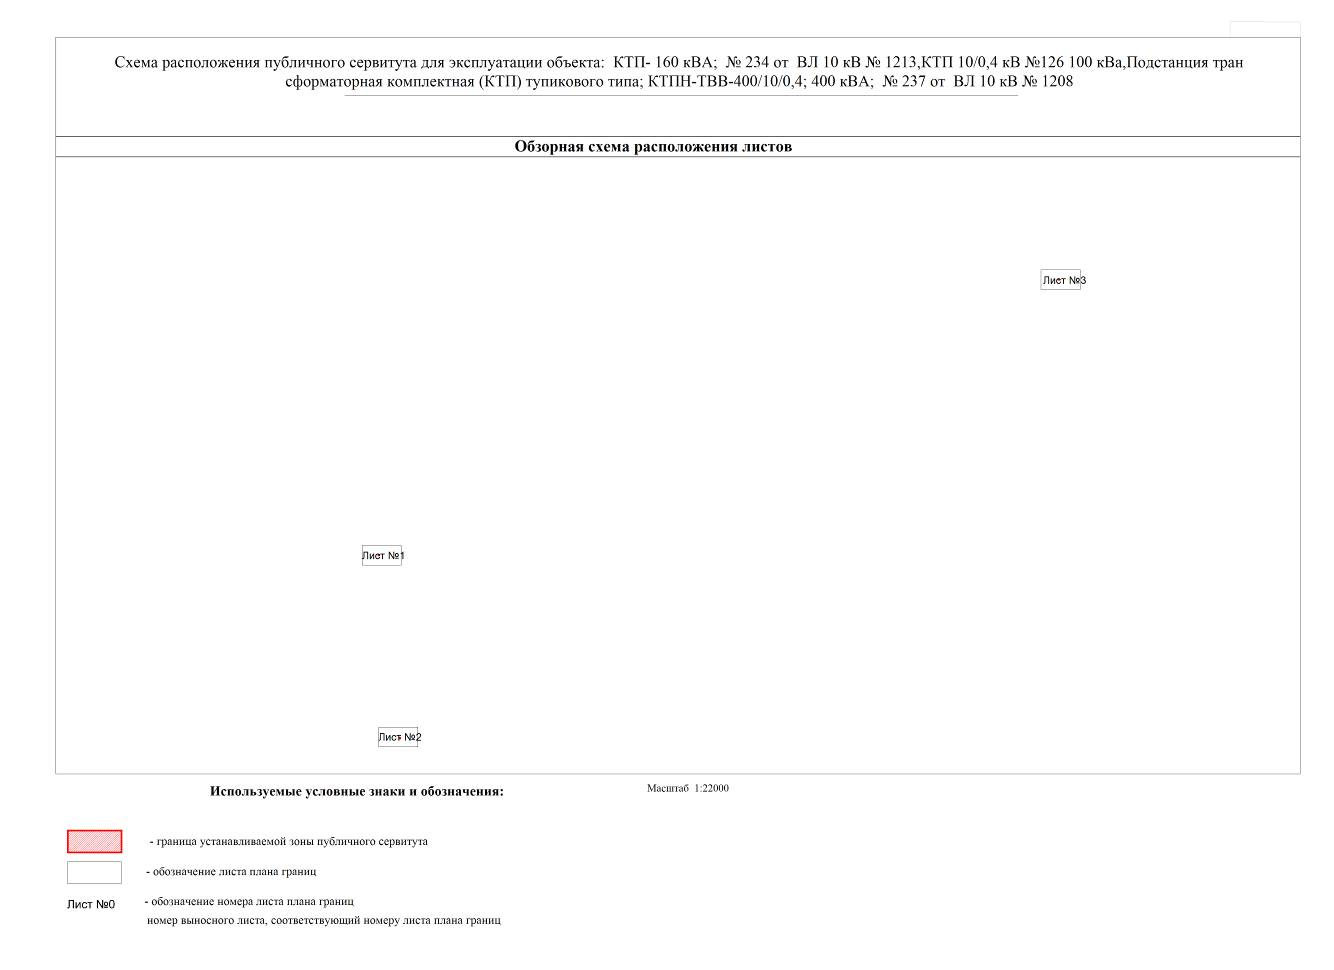 Схема расположения публичного сервитута для эксплуатации объекта: КТП- 160 кВА; № 234 от ВЛ 10 кВ № 1213,КТП 10/0,4 кВ №126 100 кВа,Подстанция тран
сформаторная комплектная (КТП) тупикового типа; КТПН-ТВВ-400/10/0,4; 400 кВА; № 237 от ВЛ 10 кВ № 1208
Обзорная схема расположения листов
Лист №3
Лист №1
Лист №2
Масштаб 1:22000
Используемые условные знаки и обозначения:
- граница устанавливаемой зоны публичного сервитута
- обозначение листа плана границ
Лист №0 - обозначение номера листа плана границ
номер выносного листа, соответствующий номеру листа плана границ